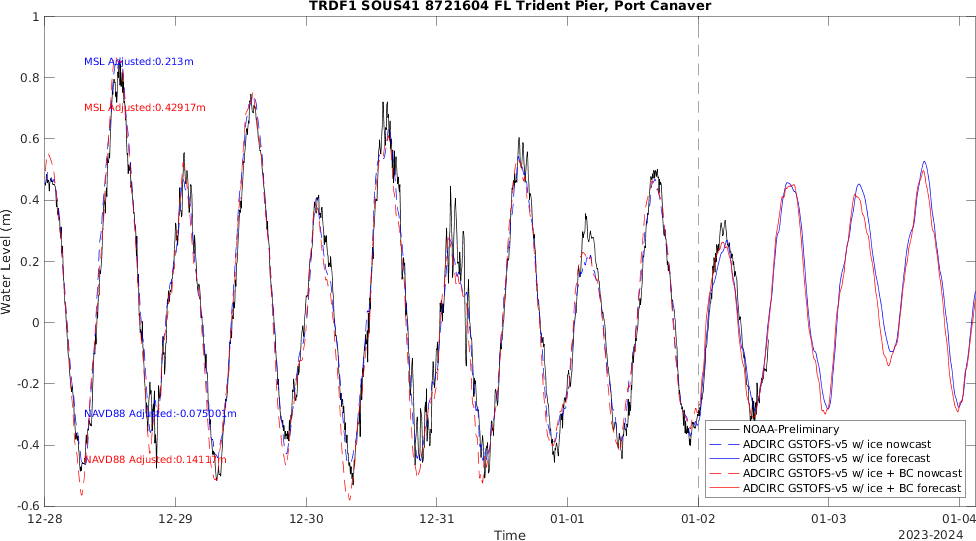 TRDF1 SOUS41 8721604 FL Trident Pier, Port Canaver
1
0.8
0.6
0.4
0.2
0
-0.2
-0.4
-0.6
Water Level (m)
MSL Adjusted:0.213m
MSL Adjusted:0.42917m
NAVD88 Adjusted:-0.075001m
NAVD88 Adjusted:0.14117m
NOAA-Preliminary
ADCIRC GSTOFS-v5 w/ ice nowcast
ADCIRC GSTOFS-v5 w/ ice forecast
ADCIRC GSTOFS-v5 w/ ice + BC nowcast
ADCIRC GSTOFS-v5 w/ ice + BC forecast
12-28 12-29 12-30 12-31 01-01 01-02 01-03 01-04
Time
2023-2024